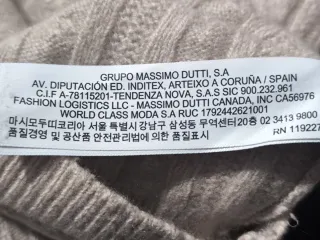 GRUPO MASSIMO DUTTI, S.A
AV. DIPUTACIÓN ED. INDITEX, ARTEIXO A CORUÑA / SPAIN
C.I.F A-78115201-TENDENZA NOVA, S.A.S SIC 900.232.961
FASHION LOGISTICS LLC - MASSIMO DUTTI CANADA, INC CA56976
WORLD CLASS MODA S.A RUC 1792442621001
마시모두띠코리아 서울 특별시 강남구 삼성동 무역센터20층 02 3413 9800
품질경영 및 공산품 안전관리법에 의한 품질표시
RN 119227